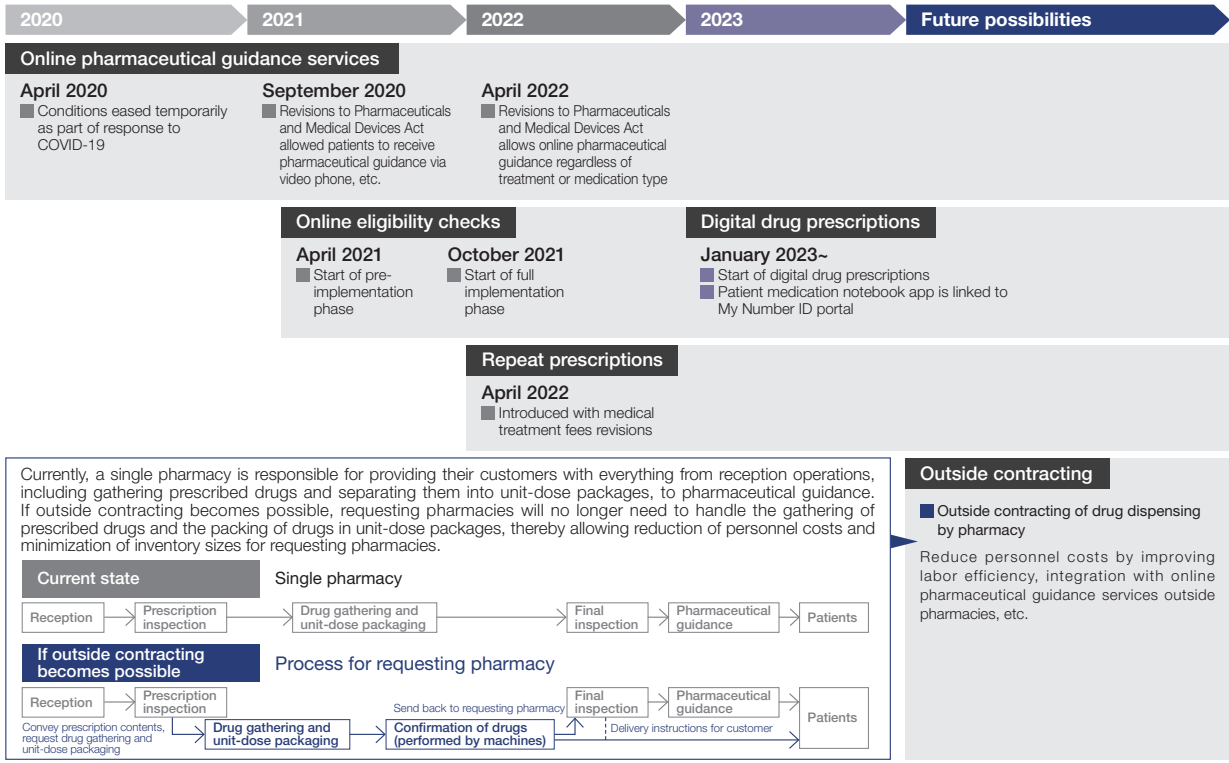 2020
2021
2022
2023
Future possibilities
Online pharmaceutical guidance services
April 2020
Conditions eased temporarily
as part of response to
COVID-19
September 2020
Revisions to Pharmaceuticals
and Medical Devices Act
allowed patients to receive
pharmaceutical guidance via
video phone, etc.
April 2022
Revisions to Pharmaceuticals
and Medical Devices Act
allows online pharmaceutical
guidance regardless of
treatment or medication type
Online eligibility checks
April 2021
Start of pre-
implementation
phase
October 2021
Start of full
implementation
phase
Digital drug prescriptions
January 2023~
Start of digital drug prescriptions
Patient medication notebook app is linked to
My Number ID portal
Repeat prescriptions
April 2022
Introduced with medical
treatment fees revisions
Currently, a single pharmacy is responsible for providing their customers with everything from reception operations,
including gathering prescribed drugs and separating them into unit-dose packages, to pharmaceutical guidance.
If outside contracting becomes possible, requesting pharmacies will no longer need to handle the gathering of
prescribed drugs and the packing of drugs in unit-dose packages, thereby allowing reduction of personnel costs and
minimization of inventory sizes for requesting pharmacies.
Current state
Single pharmacy
Reception
Prescription
inspection
Drug gathering and
unit-dose packaging
Final
inspection
Pharmaceutical
guidance
Patients
If outside contracting
becomes possible
Process for requesting pharmacy
Reception
Prescription
inspection
Convey prescription contents,
request drug gathering and
unit-dose packaging
Drug gathering and
unit-dose packaging
Confirmation of drugs
(performed by machines)
Send back to requesting pharmacy
Final
inspection
Pharmaceutical
guidance
Delivery instructions for customer
Patients
Outside contracting
Outside contracting of drug dispensing
by pharmacy
Reduce personnel costs by improving
labor efficiency, integration with online
pharmaceutical guidance services outside
pharmacies, etc.